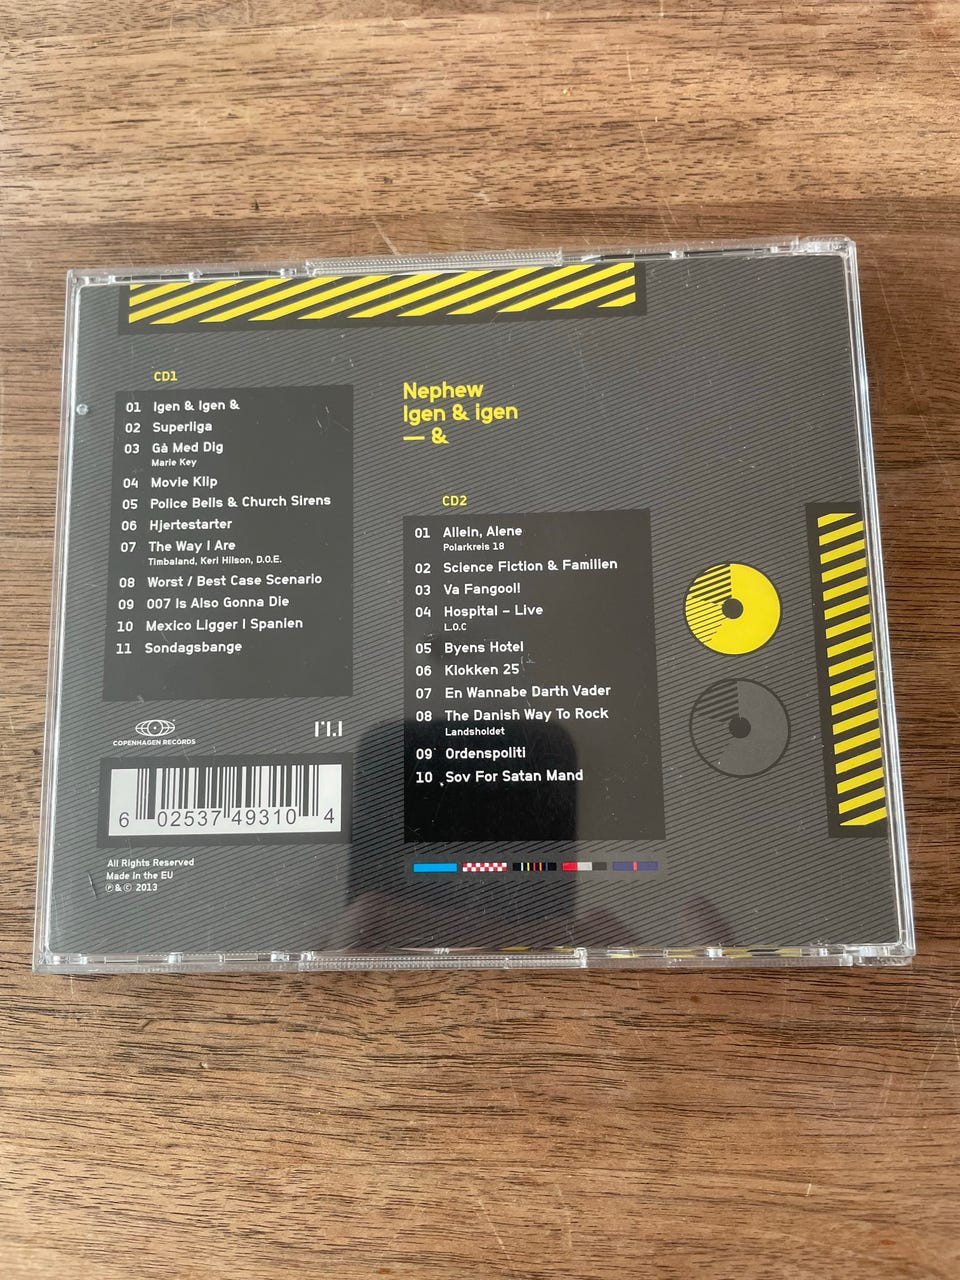 CD1
01 Igen & Igen &
02 Superliga
03 Gå Med Dig
Marie Key
04 Movie Klip
05 Police Bells & Church Sirens
06 Hjertestarter
07 The Way I Are
Timbaland, Keri Hilson, D.O.E.
08 Worst / Best Case Scenario
09 007 Is Also Gonna Die
10 Mexico Ligger I Spanien
11 Søndagsbange
Nephew
Igen & igen
— &
CD2
01 Allein, Alene
Polarkreis 18
02 Science Fiction & Familien
03 Va Fangool!
04 Hospital – Live
L.O.C
05 Byens Hotel
06 Klokken 25
07 En Wannabe Darth Vader
08 The Danish Way To Rock
Landsholdet
09 Ordenspoliti
10 Sov For Satan Mand
COPENHAGEN RECORDS
6 02537 49310 4
All Rights Reserved
Made in the EU
℗ & © 2013